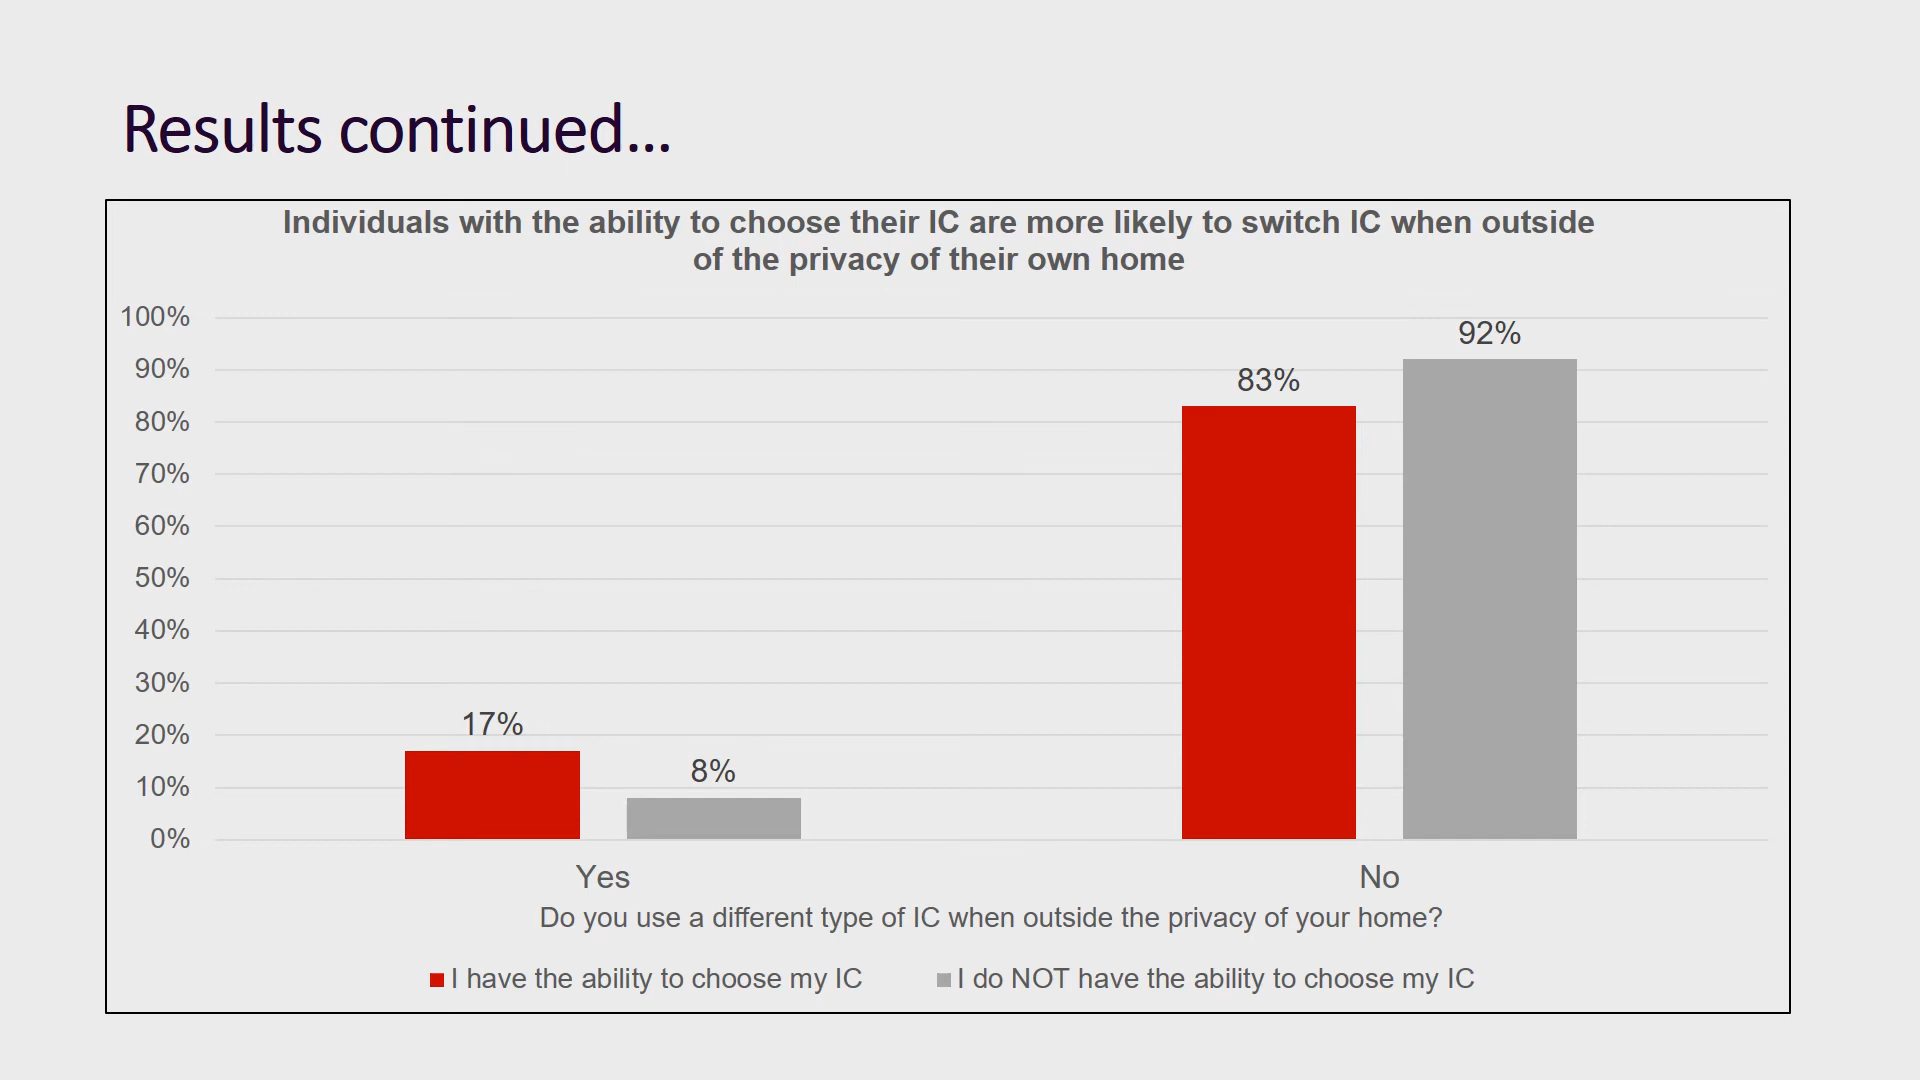 Results continued...
Individuals with the ability to choose their IC are more likely to switch IC when outside
of the privacy of their own home
100%
90%
80%
70%
60%
50%
40%
30%
20%
10%
0%
17%
8%
83%
92%
Yes
No
Do you use a different type of IC when outside the privacy of your home?
I have the ability to choose my IC
I do NOT have the ability to choose my IC